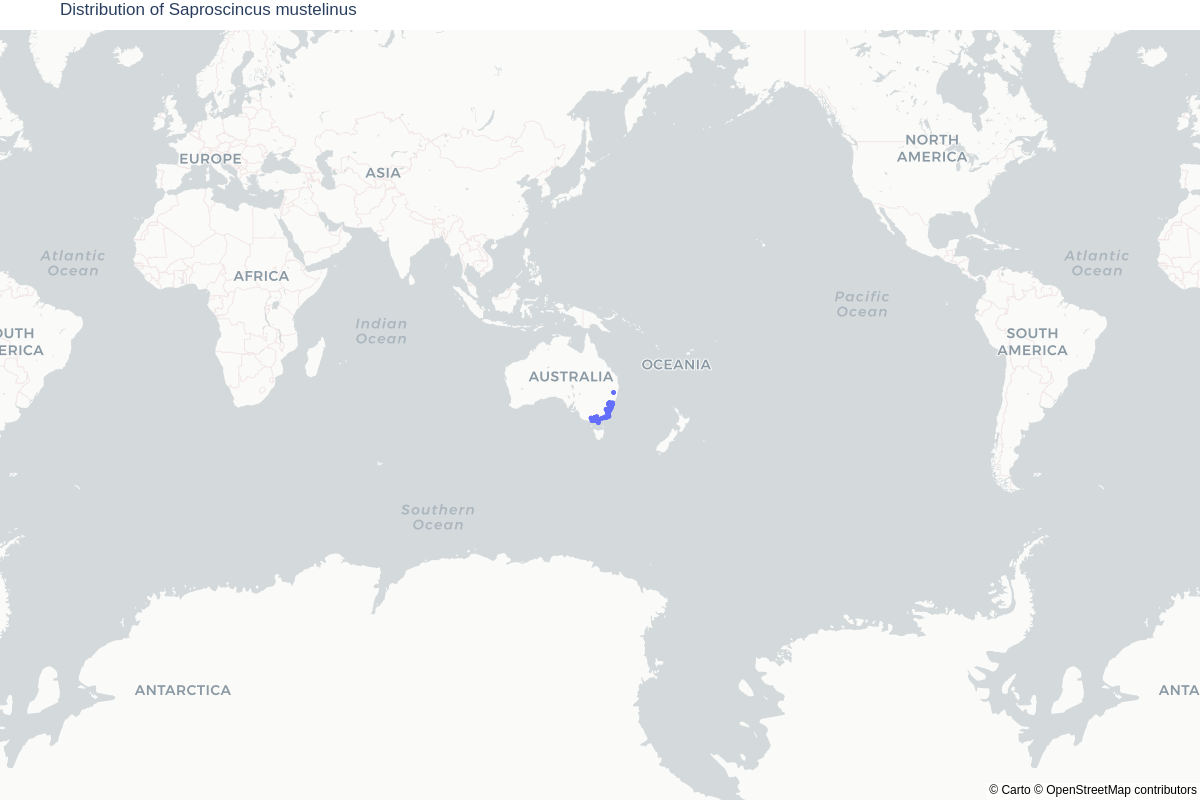 Distribution of Saproscincus mustelinus
NORTH
AMERICA
EUROPE
ASIA
Atlantic
Ocean
Atlantic
Ocean
AFRICA
Pacific
Ocean
Indian
Ocean
OUTH
ERICA
SOUTH
AMERICA
OCEANIA
AUSTRALIA
Southern
Ocean
ANTARCTICA
ANTA
© Carto © OpenStreetMap contributors